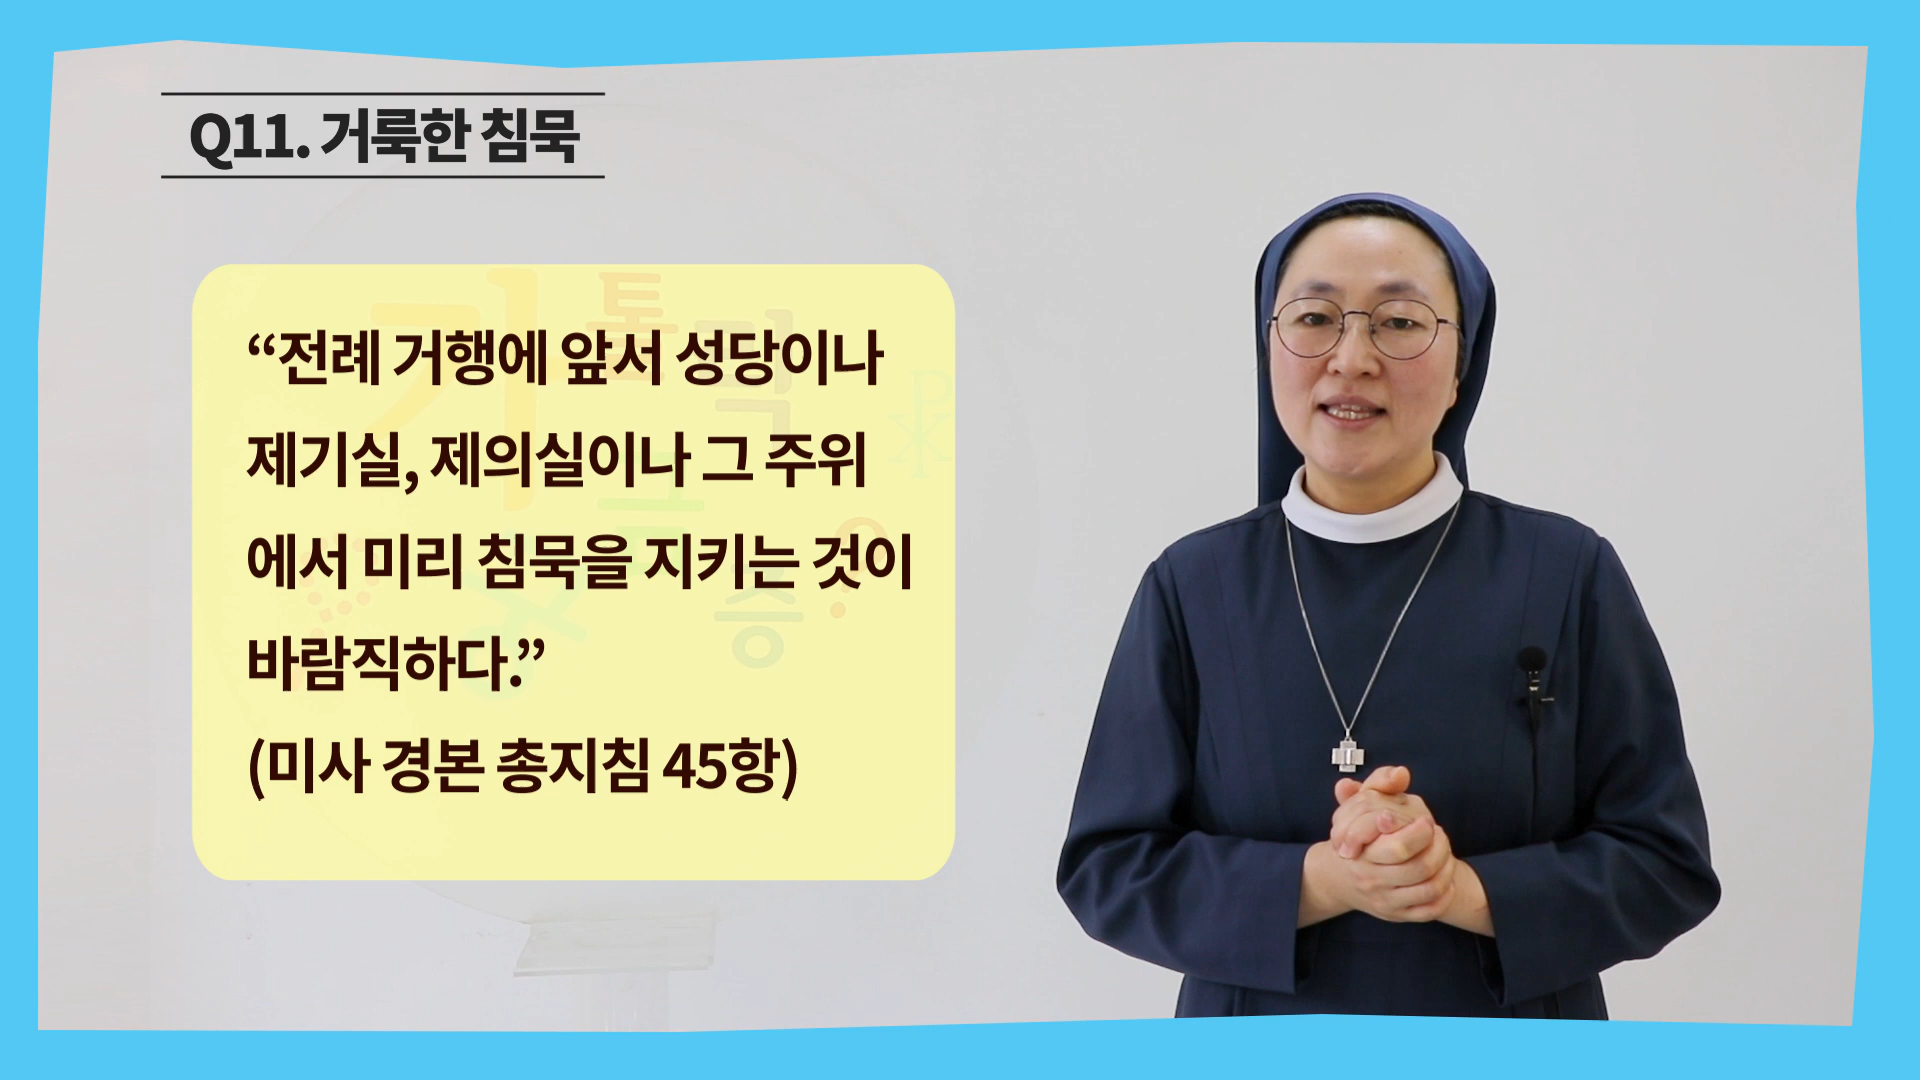 Q11. 거룩한 침묵
“전례 거행에 앞서 성당이나
제기실, 제의실이나 그 주위
에서 미리 침묵을 지키는 것이
바람직하다.”
(미사 경본 총지침 45항)